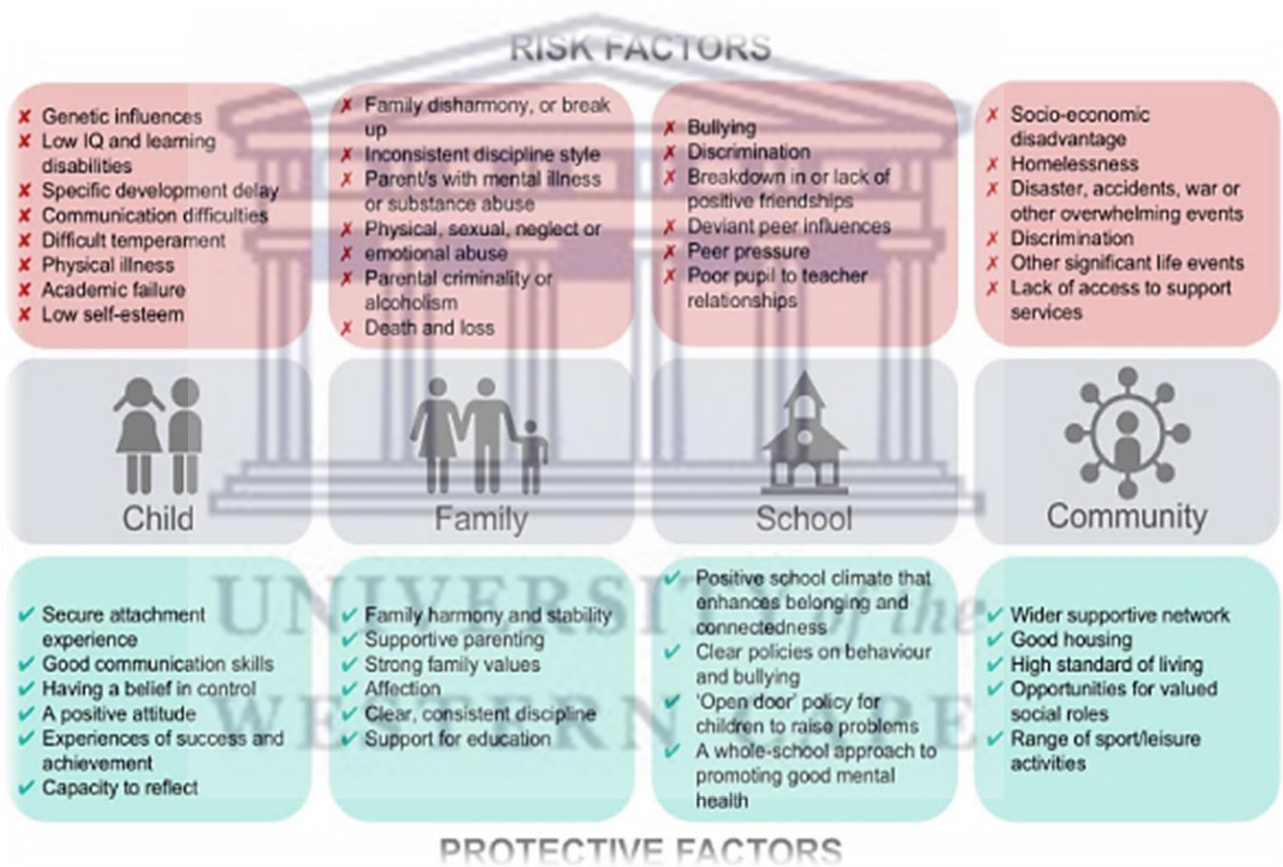 RISK FACTORS
✗ Genetic influences
✗ Low IQ and learning
disabilities
✗ Specific development delay
✗ Communication difficulties
✗ Difficult temperament
✗ Physical illness
✗ Academic failure
✗ Low self-esteem
✗ Family disharmony, or break
up
✗ Inconsistent discipline style
✗ Parent/s with mental illness
or substance abuse
✗ Physical, sexual, neglect or
✗ emotional abuse
✗ Parental criminality or
alcoholism
✗ Death and loss
✗ Bullying
✗ Discrimination
✗ Breakdown in or lack of
positive friendships
✗ Deviant peer influences
✗ Peer pressure
✗ Poor pupil to teacher
relationships
✗ Socio-economic
disadvantage
✗ Homelessness
✗ Disaster, accidents, war or
other overwhelming events
✗ Discrimination
✗ Other significant life events
✗ Lack of access to support
services
Child
Family
School
Community
✔ Secure attachment
experience
✔ Good communication skills
✔ Having a belief in control
✔ A positive attitude
✔ Experiences of success and
achievement
✔ Capacity to reflect
✔ Family harmony and stability
✔ Supportive parenting
✔ Strong family values
✔ Affection
✔ Clear, consistent discipline
✔ Support for education
✔ Positive school climate that
enhances belonging and
connectedness
✔ Clear policies on behaviour
and bullying
✔ 'Open door' policy for
children to raise problems
✔ A whole-school approach to
promoting good mental
health
✔ Wider supportive network
✔ Good housing
✔ High standard of living
✔ Opportunities for valued
social roles
✔ Range of sport/leisure
activities
PROTECTIVE FACTORS
UNIVERSITY of the
WESTERN CAPE